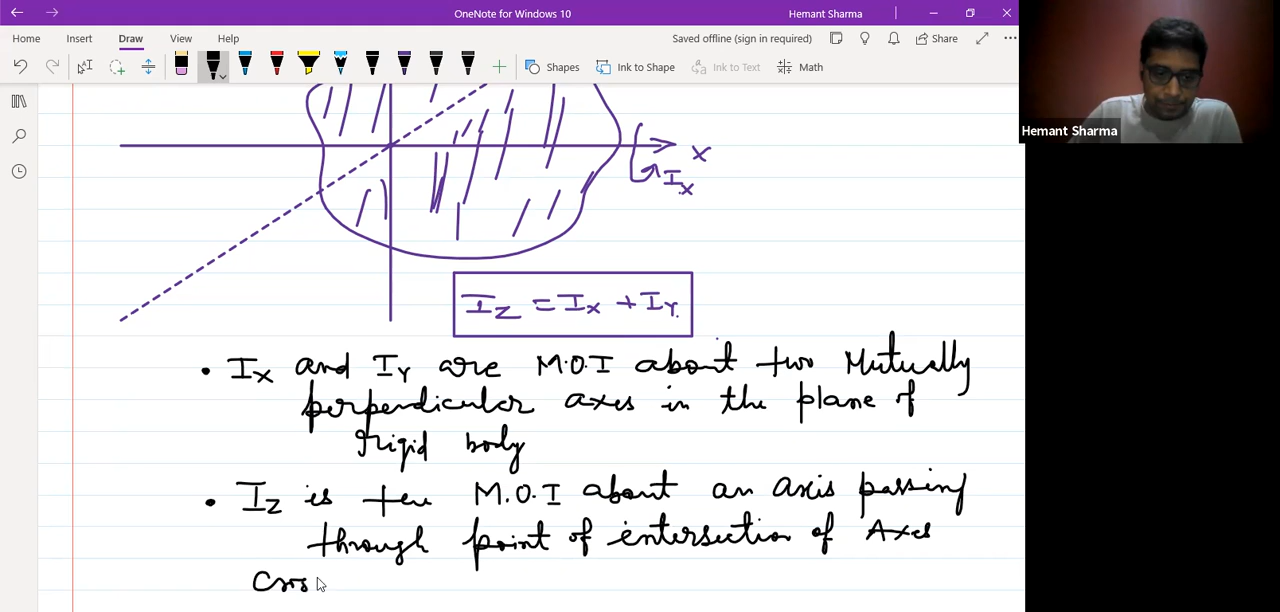 OneNote for Windows 10
Hemant Sharma
Home Insert Draw View Help
Saved offline (sign in required)
Share
Shapes
Ink to Shape
Ink to Text
Math
Hemant Sharma
x
Ix
Iz = Ix + IY
• Ix and IY are M.O.I about two Mutually
perpendicular axes in the plane of
rigid body
• Iz is the M.O.I about an axis passing
through point of entersection of Axes
Cros